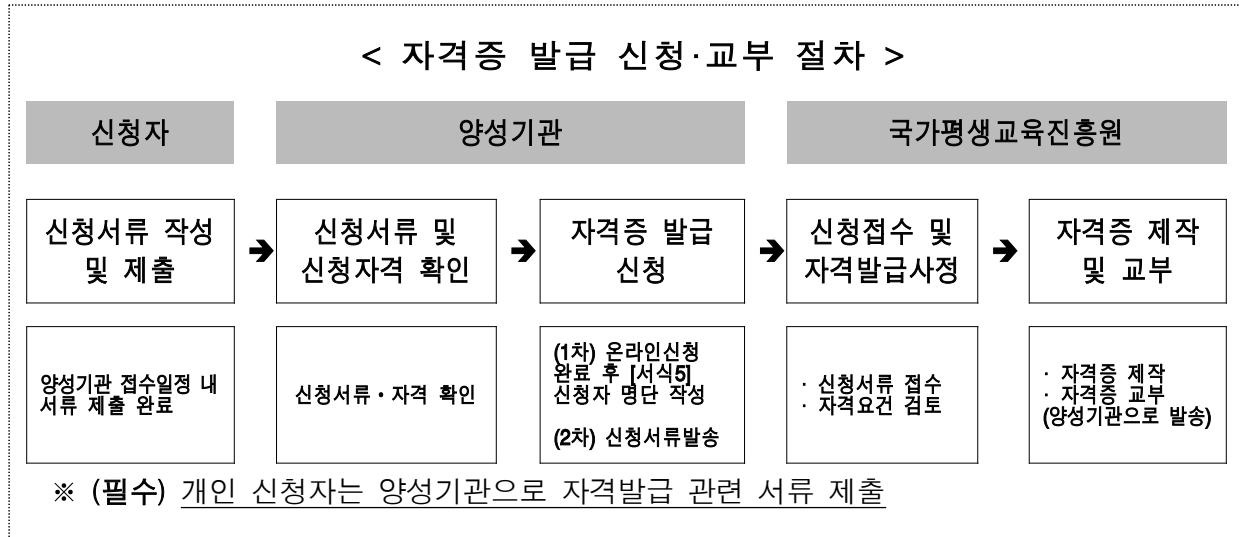 < 자격증 발급 신청·교부 절차 >
신청자
양성기관
국가평생교육진흥원
신청서류 작성
및 제출
➔
신청서류 및
신청자격 확인
➔
자격증 발급
신청
➔
신청접수 및
자격발급사정
➔
자격증 제작
및 교부
양성기관 접수일정 내
서류 제출 완료
신청서류・자격 확인
(1차) 온라인신청
완료 후 [서식5]
신청자 명단 작성
(2차) 신청서류발송
· 신청서류 접수
· 자격요건 검토
· 자격증 제작
· 자격증 교부
(양성기관으로 발송)
※ (필수) 개인 신청자는 양성기관으로 자격발급 관련 서류 제출